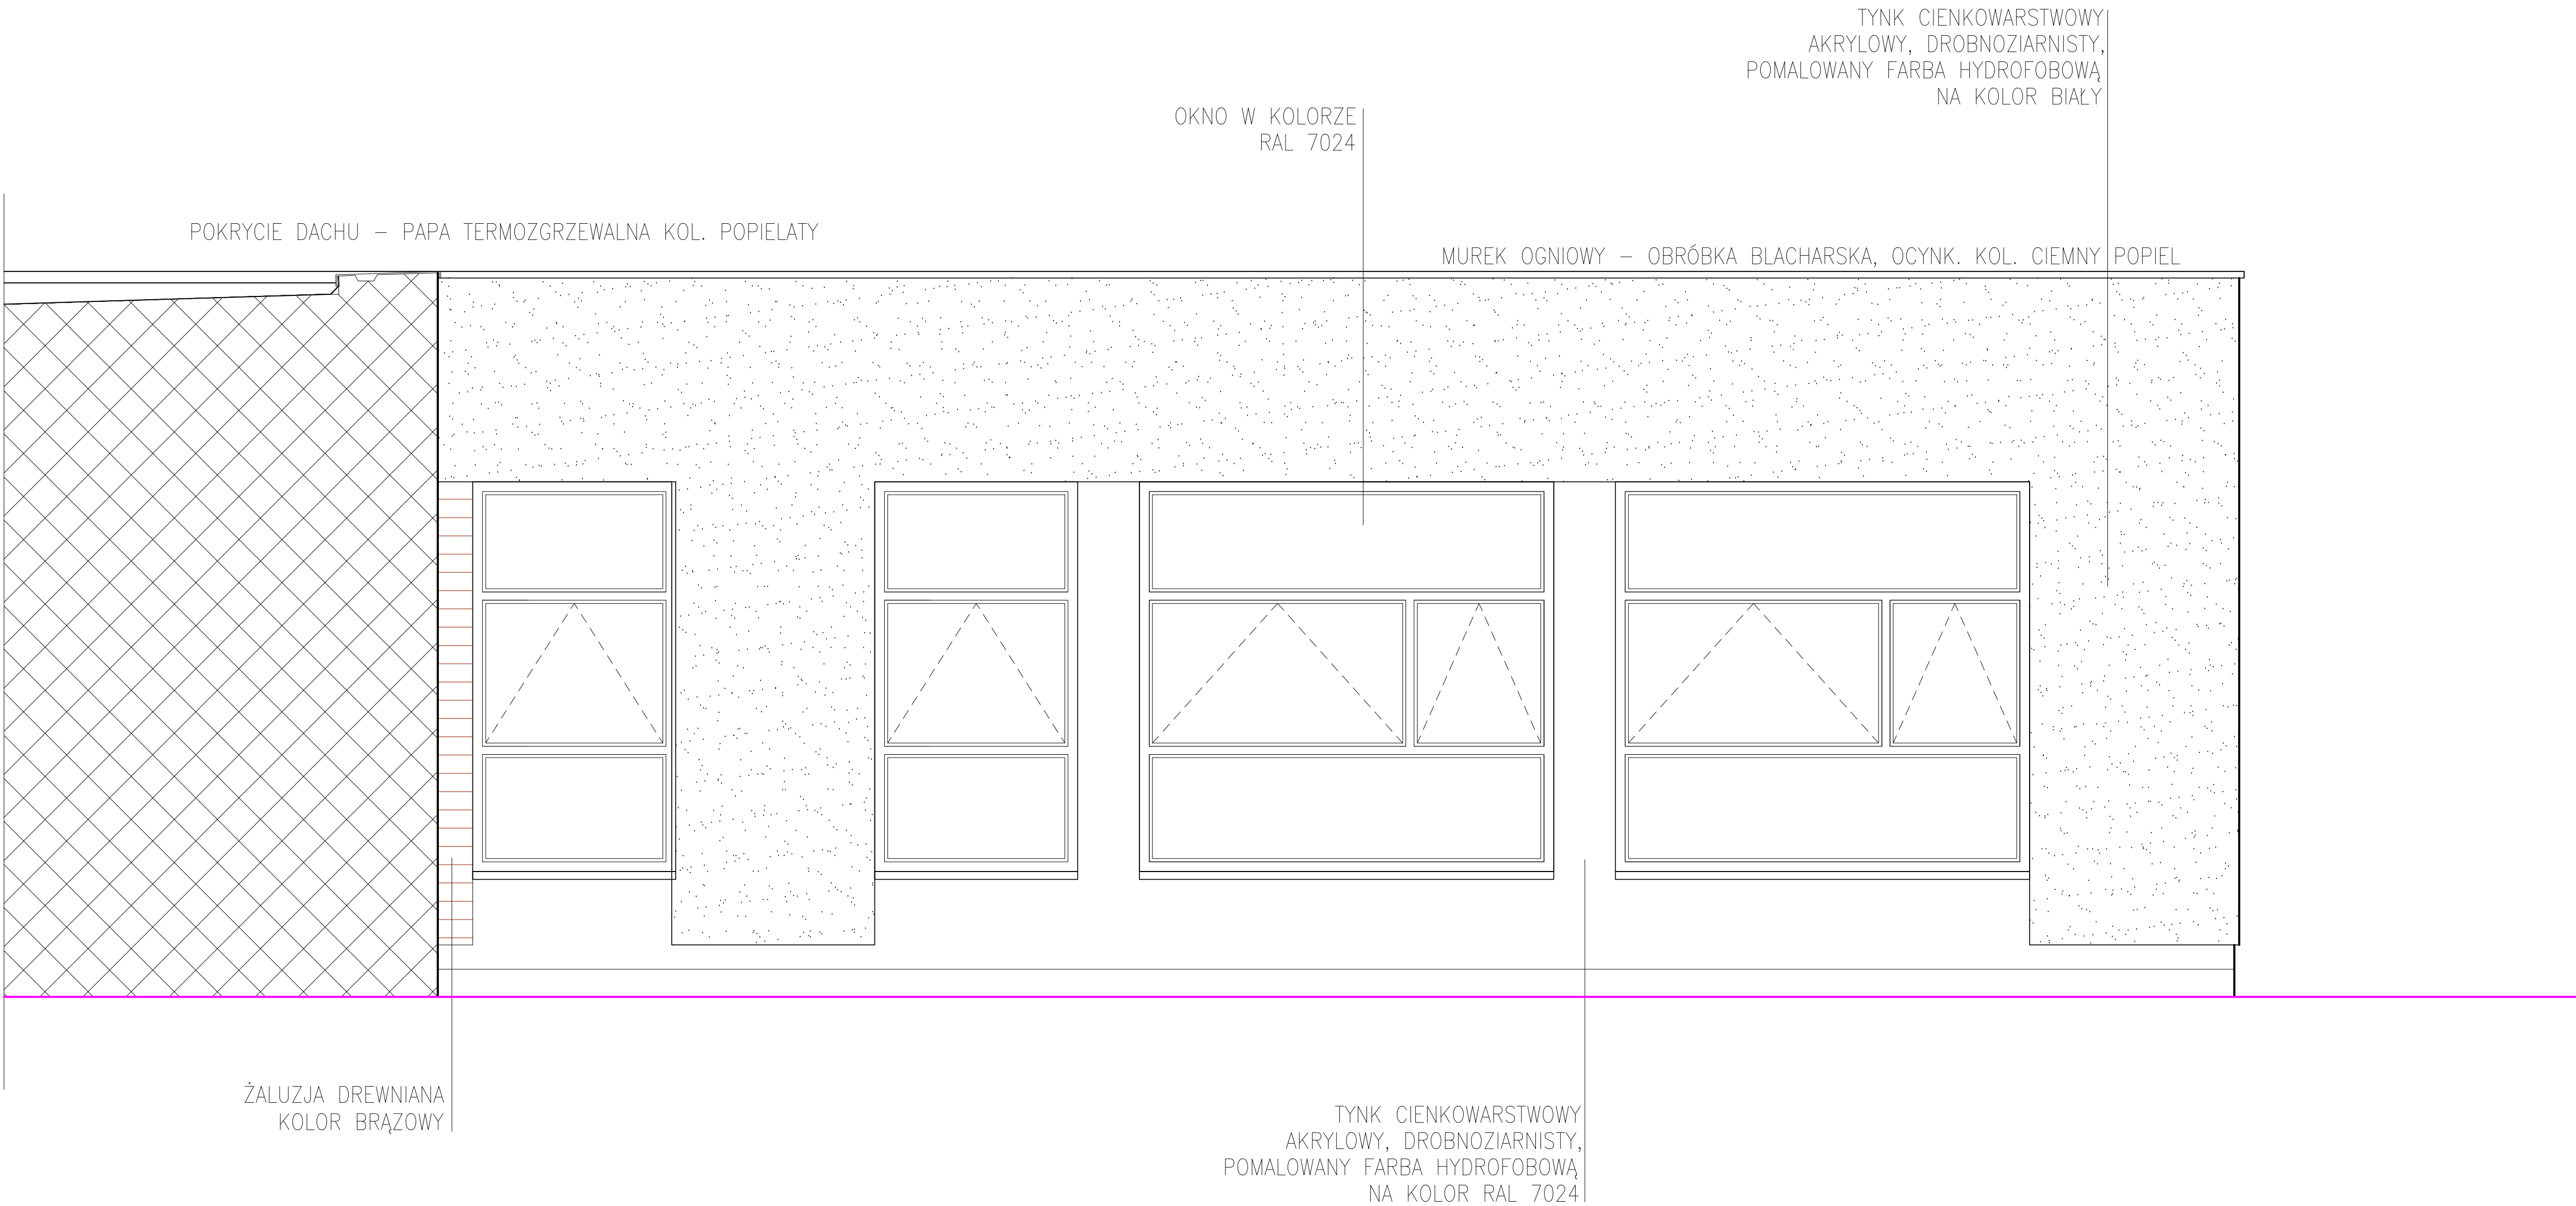 TYNK CIENKOWARSTWOWY
AKRYLOWY, DROBNOZIARNISTY,
POMALOWANY FARBA HYDROFOBOWĄ
NA KOLOR BIAŁY
OKNO W KOLORZE
RAL 7024
POKRYCIE DACHU – PAPA TERMOZGRZEWALNA KOL. POPIELATY
MUREK OGNIOWY – OBRÓBKA BLACHARSKA, OCYNK. KOL. CIEMNY POPIEL
ŻALUZJA DREWNIANA
KOLOR BRĄZOWY
TYNK CIENKOWARSTWOWY
AKRYLOWY, DROBNOZIARNISTY,
POMALOWANY FARBA HYDROFOBOWĄ
NA KOLOR RAL 7024